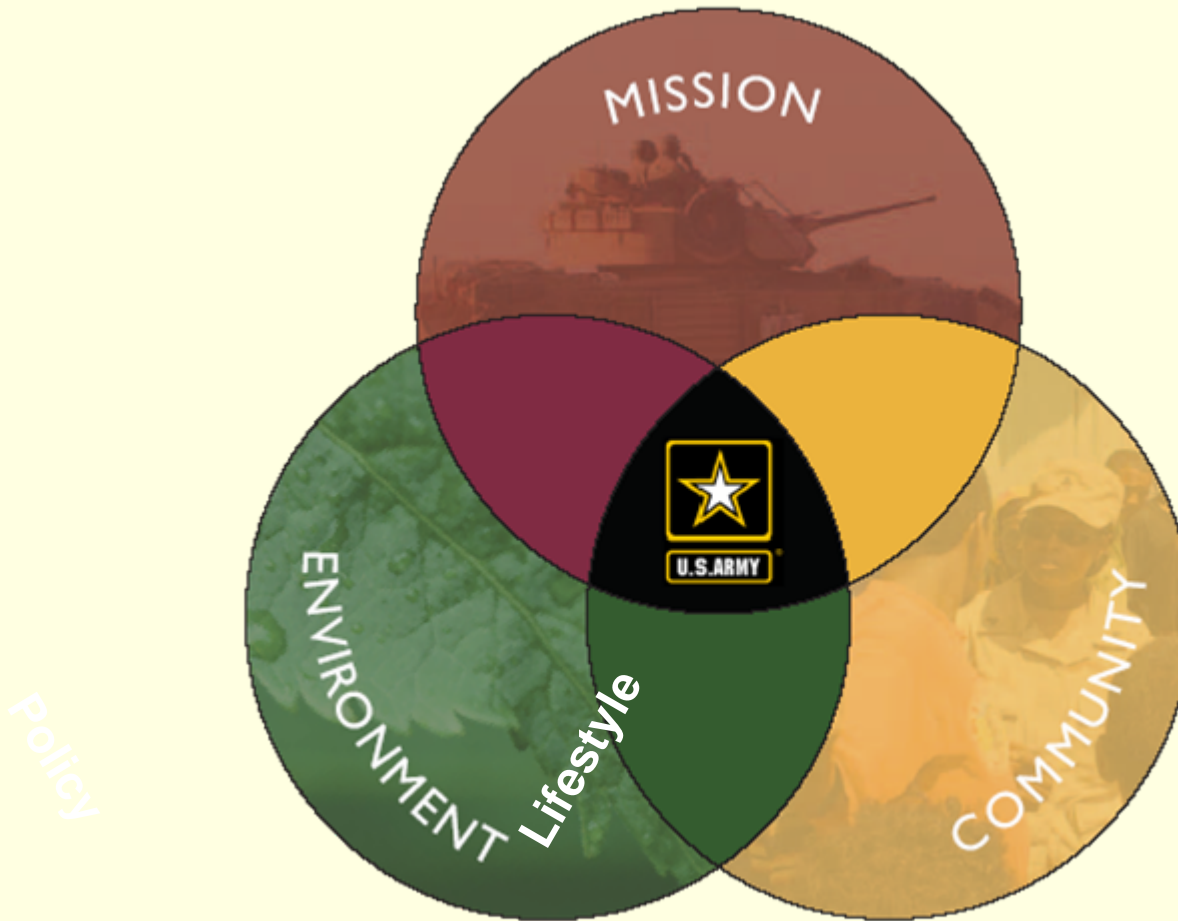 MISSION
U.S.ARMY
ENVIRONMENT
COMMUNITY
Lifestyle
Policy